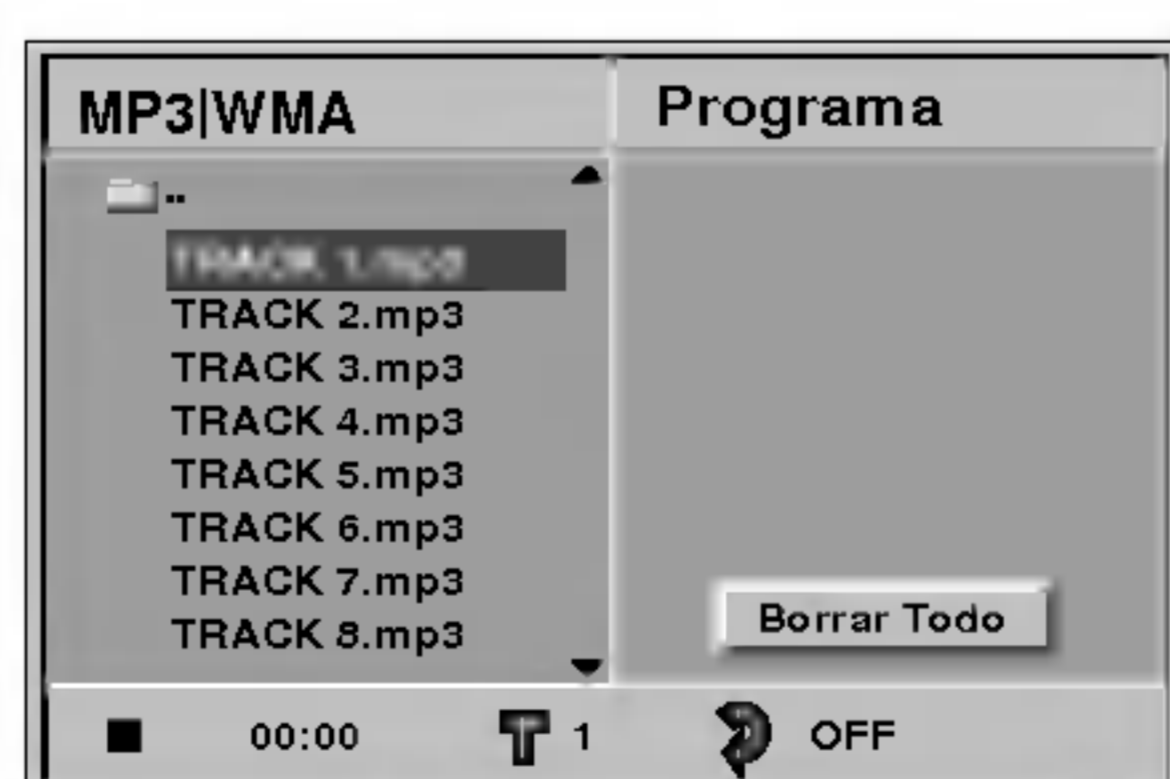 MP3|WMA
Programa
..
TRACK 1.mp3
TRACK 2.mp3
TRACK 3.mp3
TRACK 4.mp3
TRACK 5.mp3
TRACK 6.mp3
TRACK 7.mp3
TRACK 8.mp3
Borrar Todo
00:00
T 1
OFF